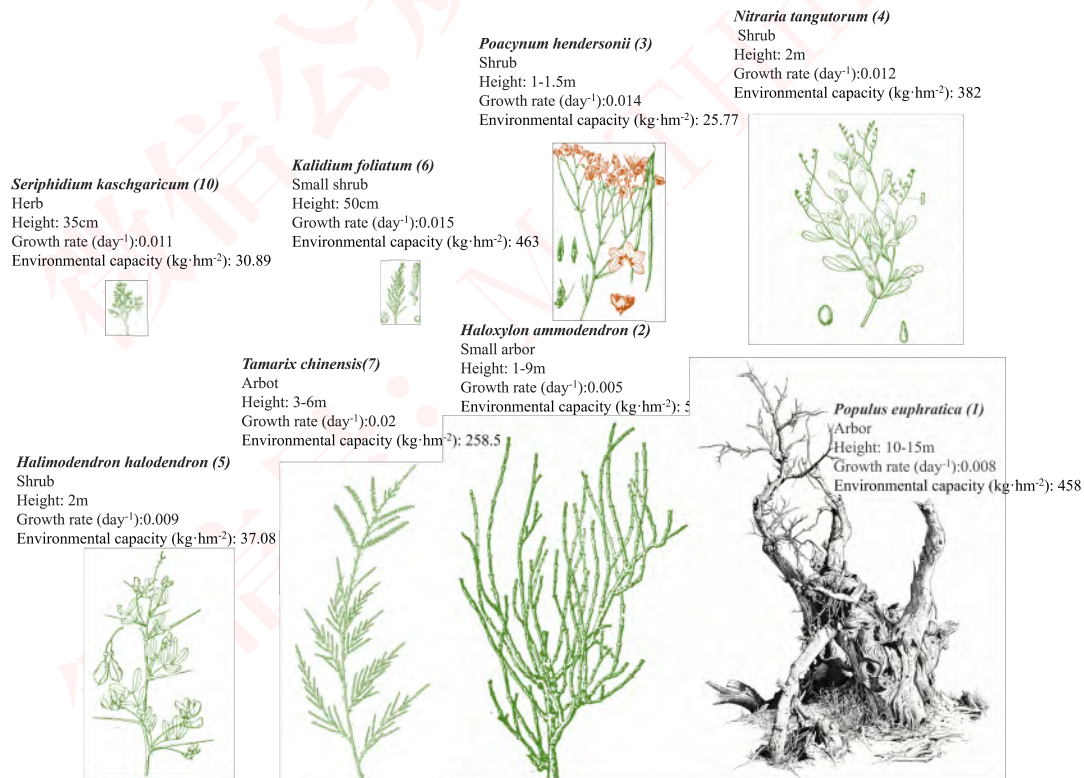 Nitraria tangutorum (4)
Shrub
Height: 2m
Growth rate (day-1):0.012
Environmental capacity (kg·hm-2): 382
Poacynum hendersonii (3)
Shrub
Height: 1-1.5m
Growth rate (day-1):0.014
Environmental capacity (kg·hm-2): 25.77
Kalidium foliatum (6)
Small shrub
Height: 50cm
Growth rate (day-1):0.015
Environmental capacity (kg·hm-2): 463
Seriphidium kaschgaricum (10)
Herb
Height: 35cm
Growth rate (day-1):0.011
Environmental capacity (kg·hm-2): 30.89
Haloxylon ammodendron (2)
Small arbor
Height: 1-9m
Growth rate (day-1):0.005
Environmental capacity (kg·hm-2):
Tamarix chinensis(7)
Arbot
Height: 3-6m
Growth rate (day-1):0.02
Environmental capacity (kg·hm-2): 258.5
Populus euphratica (1)
Arbor
Height: 10-15m
Growth rate (day-1):0.008
Environmental capacity (kg·hm-2): 458
Halimodendron halodendron (5)
Shrub
Height: 2m
Growth rate (day-1):0.009
Environmental capacity (kg·hm-2): 37.08